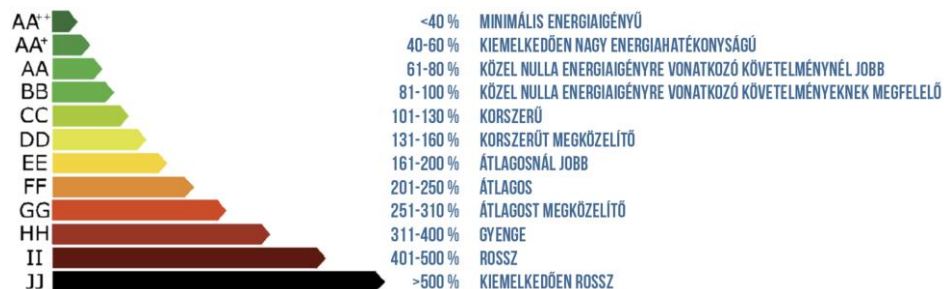 AA++ <40 % MINIMÁLIS ENERGIAIGÉNYŰ
AA+ 40-60 % KIEMELKEDŐEN NAGY ENERGIAHATÉKONYSÁGÚ
AA 61-80 % KÖZEL NULLA ENERGIAIGÉNYRE VONATKOZÓ KÖVETELMÉNYNÉL JOBB
BB 81-100 % KÖZEL NULLA ENERGIAIGÉNYRE VONATKOZÓ KÖVETELMÉNYEKNEK MEGFELELŐ
CC 101-130 % KORSZERŰ
DD 131-160 % KORSZERŰT MEGKÖZELÍTŐ
EE 161-200 % ÁTLAGOSNÁL JOBB
FF 201-250 % ÁTLAGOS
GG 251-310 % ÁTLAGOST MEGKÖZELÍTŐ
HH 311-400 % GYENGE
II 401-500 % ROSSZ
JJ >500 % KIEMELKEDŐEN ROSSZ